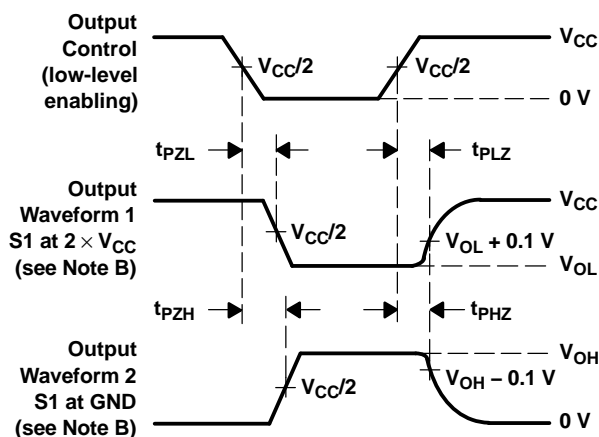 Output
Control
(low-level
enabling)
VCC
VCC/2
VCC/2
0 V
tPZL
tPLZ
Output
Waveform 1
S1 at 2 × VCC
(see Note B)
VCC
VCC/2
VOL + 0.1 V
VOL
tPZH
tPHZ
Output
Waveform 2
S1 at GND
(see Note B)
VOH
VOH − 0.1 V
VCC/2
0 V